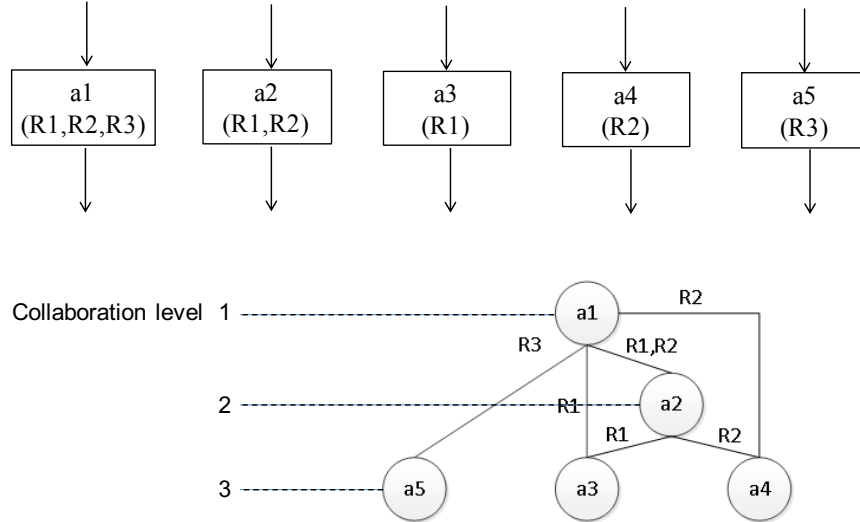 a1
(R1,R2,R3)
a2
(R1,R2)
a3
(R1)
a4
(R2)
a5
(R3)
Collaboration level 1
a1
R2
R3
R1,R2
2
R1
a2
R1
R2
3
a5
a3
a4